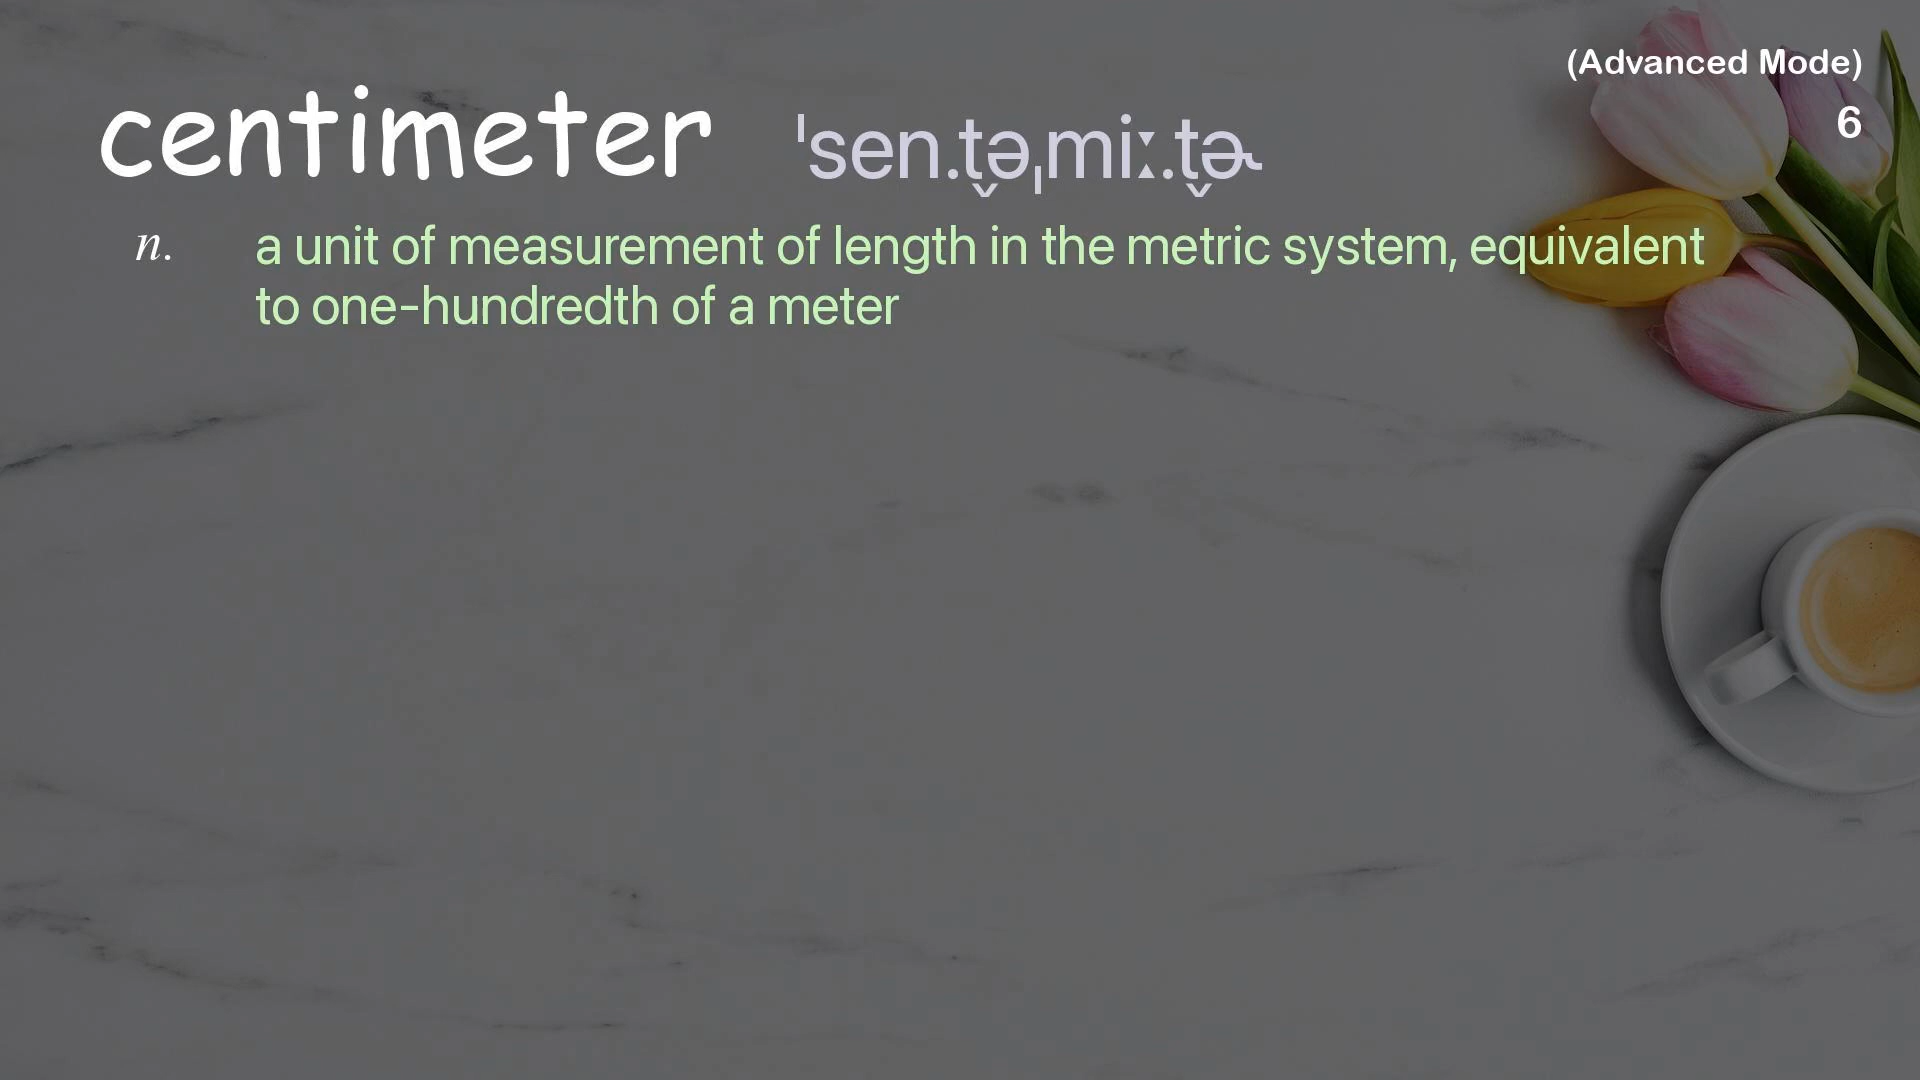 (Advanced Mode)
6
centimeter ˈsen.t̬əˌmiː.t̬ɚ
n. a unit of measurement of length in the metric system, equivalent
to one-hundredth of a meter